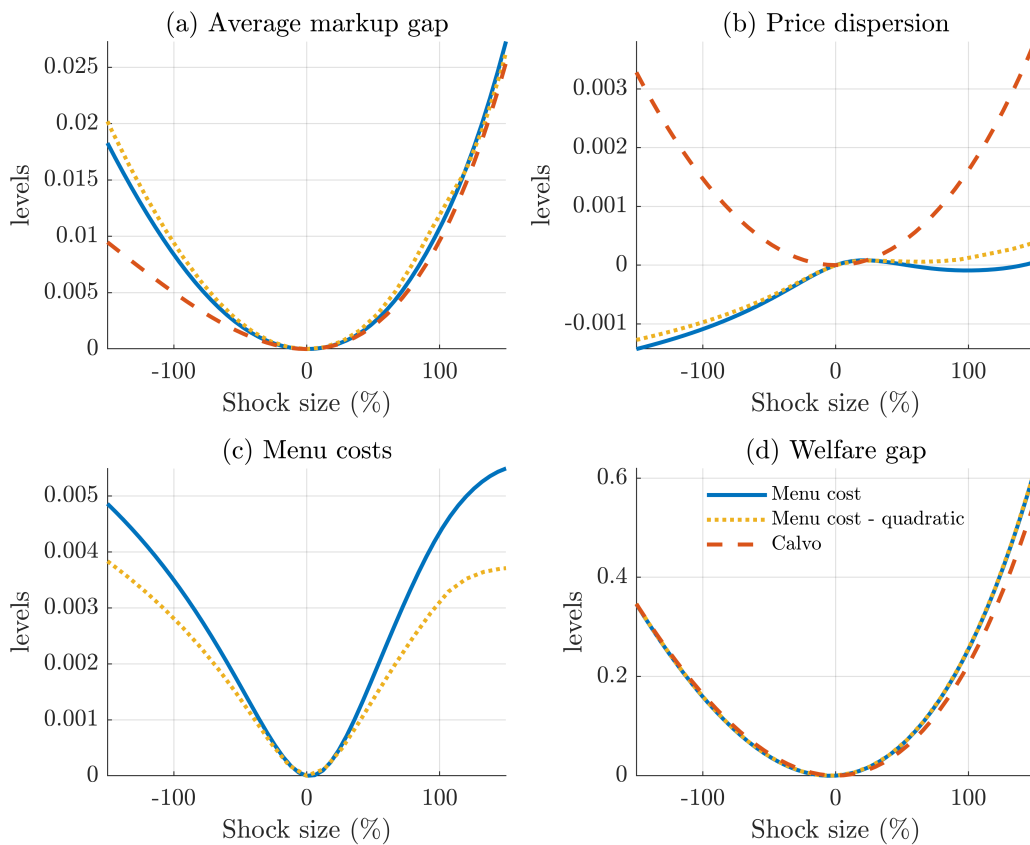 (a) Average markup gap
0.025
0.02
0.015
0.01
0.005
0
levels
-100 0 100
Shock size (%)
(b) Price dispersion
0.003
0.002
0.001
0
-0.001
levels
-100 0 100
Shock size (%)
(c) Menu costs
0.005
0.004
0.003
0.002
0.001
0
levels
-100 0 100
Shock size (%)
(d) Welfare gap
0.6
0.4
0.2
0
levels
Menu cost
Menu cost - quadratic
Calvo
-100 0 100
Shock size (%)